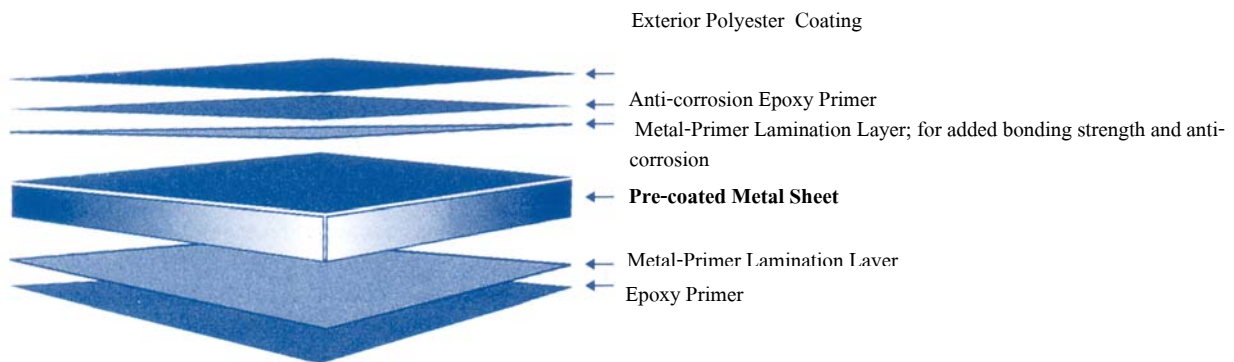 Exterior Polyester Coating
Anti-corrosion Epoxy Primer
Metal-Primer Lamination Layer; for added bonding strength and anti-
corrosion
Pre-coated Metal Sheet
Metal-Primer Lamination Layer
Epoxy Primer